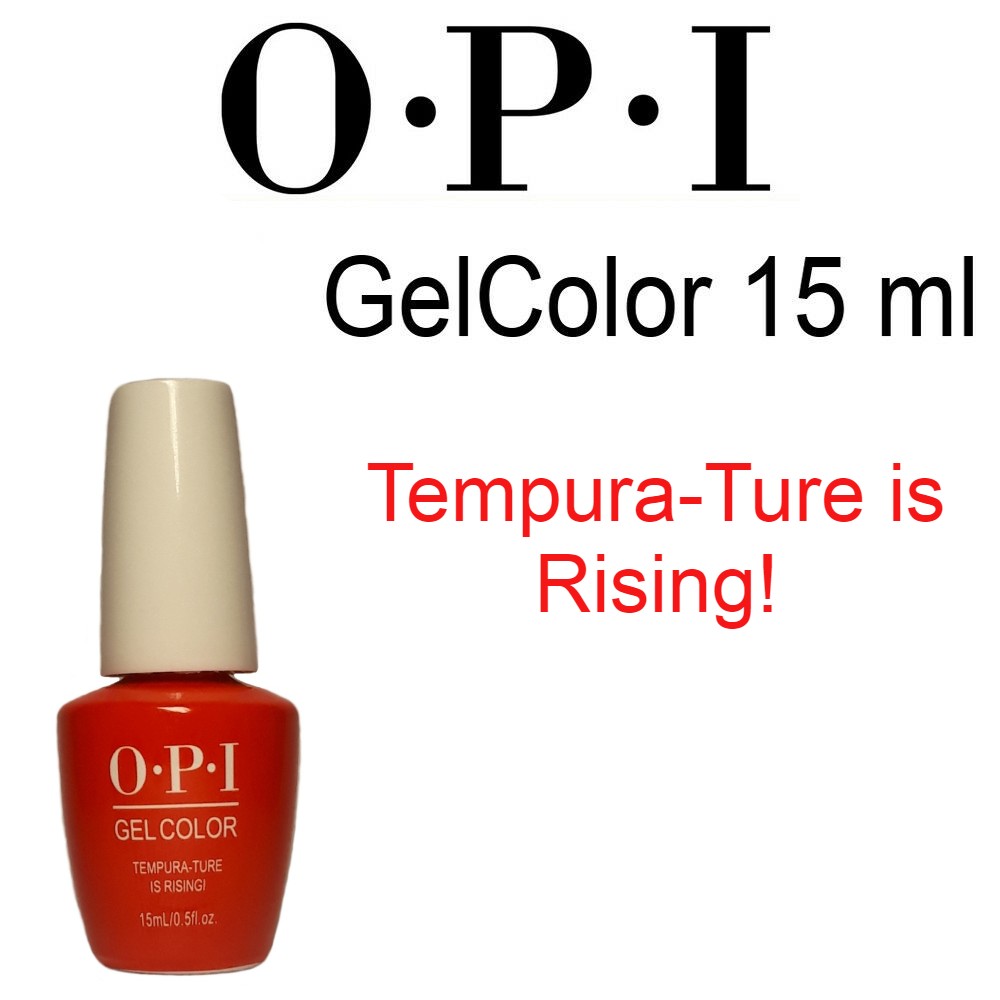 O·P·I
GelColor 15 ml
Tempura-Ture is
Rising!
O·P·I
GEL COLOR
TEMPURA-TURE
IS RISING!
15mL/0.5fl.oz.